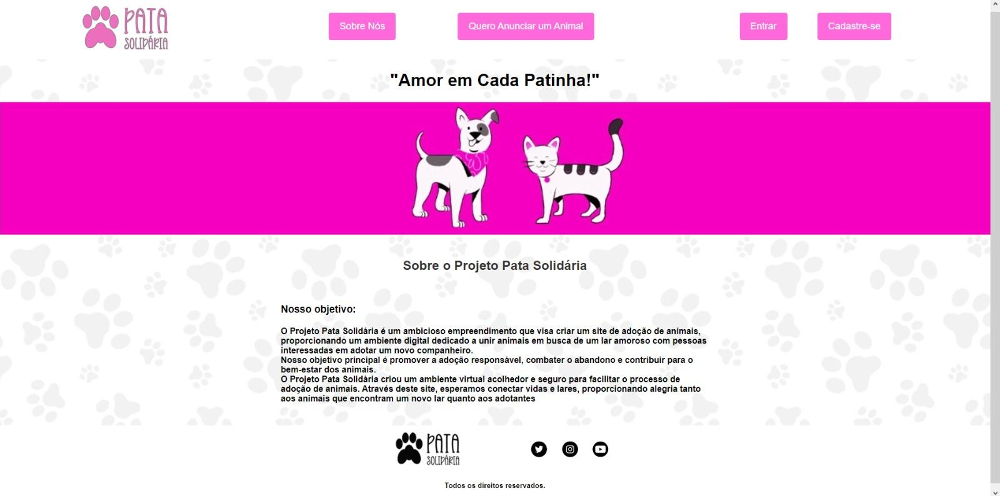 PATA
SOLIDÁRIA
Sobre Nós
Quero Anunciar um Animal
Entrar
Cadastre-se
"Amor em Cada Patinha!"
Sobre o Projeto Pata Solidária
Nosso objetivo:
O Projeto Pata Solidária é um ambicioso empreendimento que visa criar um site de adoção de animais,
proporcionando um ambiente digital dedicado a unir animais em busca de um lar amoroso com pessoas
interessadas em adotar um novo companheiro.
Nosso objetivo principal é promover a adoção responsável, combater o abandono e contribuir para o
bem-estar dos animais.
O Projeto Pata Solidária criou um ambiente virtual acolhedor e seguro para facilitar o processo de
adoção de animais. Através deste site, esperamos conectar vidas e lares, proporcionando alegria tanto
aos animais que encontram um novo lar quanto aos adotantes
PATA
SOLIDÁRIA
Todos os direitos reservados.